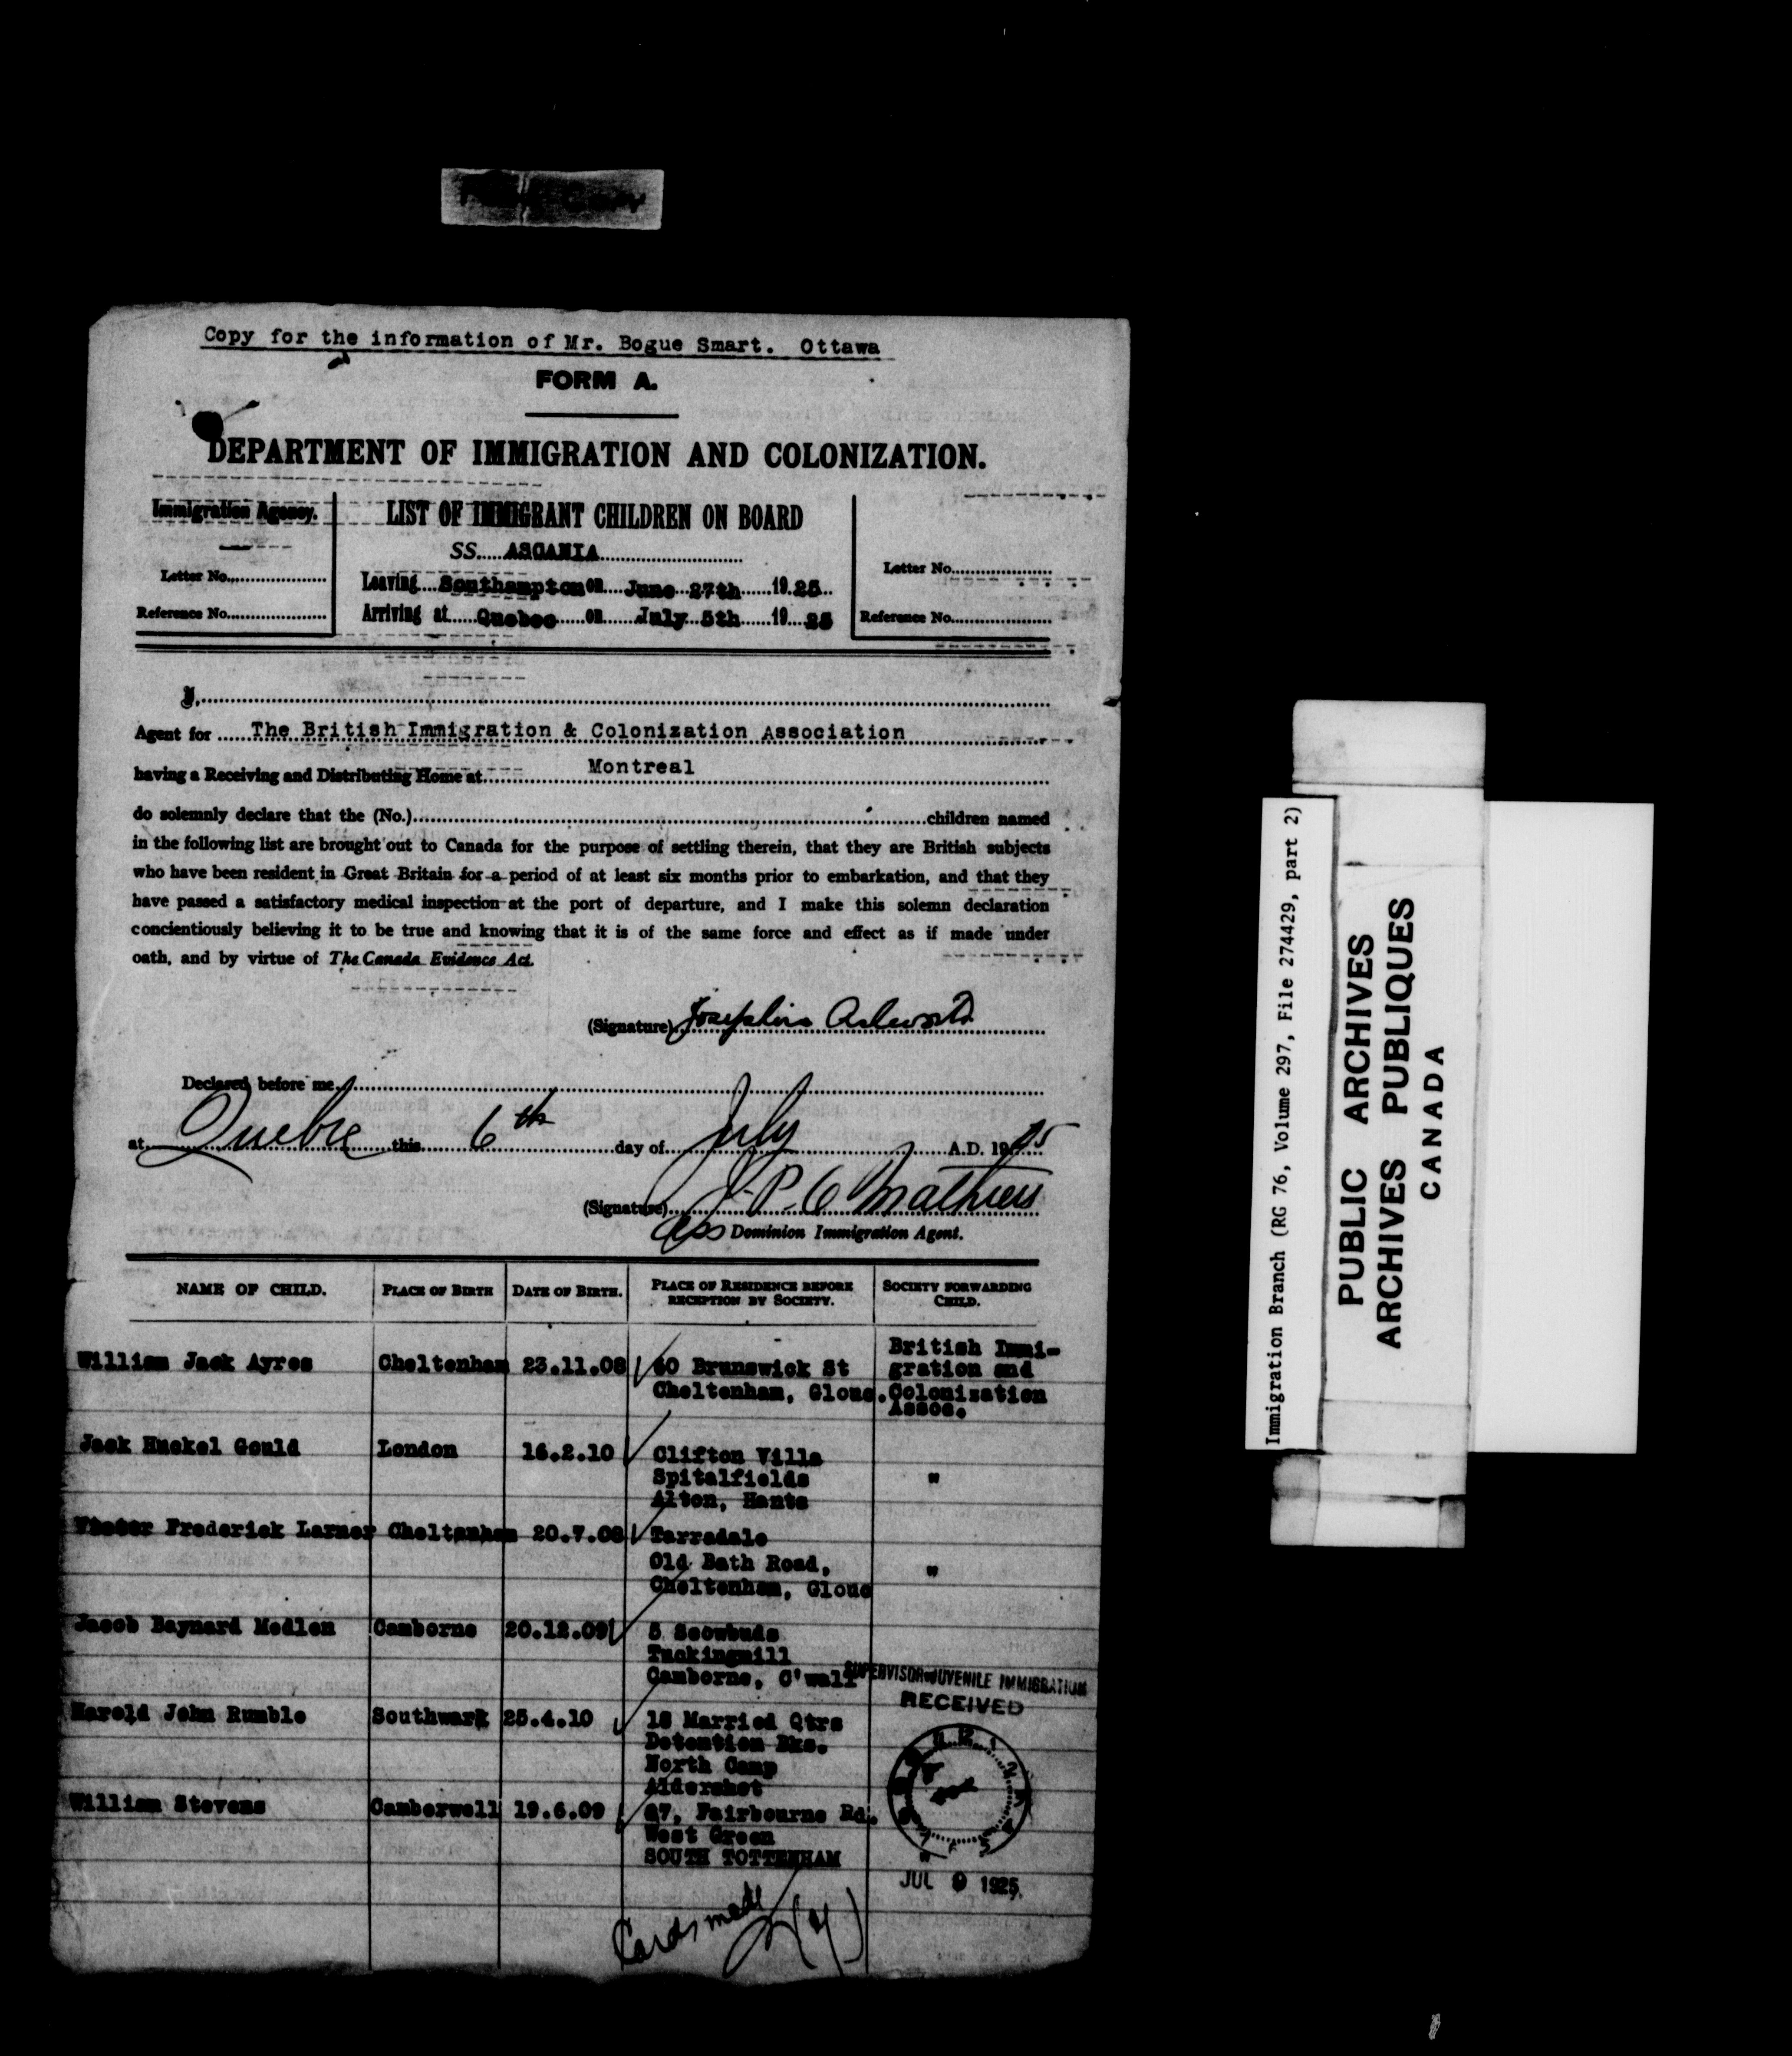 Copy
Copy for the information of Mr. Bogue Smart. Ottawa
FORM A.
DEPARTMENT OF IMMIGRATION AND COLONIZATION.
Immigration Agency.
Letter No.
Reference No.
LIST OF IMMIGRANT CHILDREN ON BOARD
SS. ASCANIA
Leaving Southampton on June 27th 1925
Arriving at Quebec on July 5th 1925
Letter No.
Reference No.
I,
Agent for The British Immigration & Colonization Association
having a Receiving and Distributing Home at Montreal
do solemnly declare that the (No.) children named
in the following list are brought out to Canada for the purpose of settling therein, that they are British subjects
who have been resident in Great Britain for a period of at least six months prior to embarkation, and that they
have passed a satisfactory medical inspection at the port of departure, and I make this solemn declaration
concientiously believing it to be true and knowing that it is of the same force and effect as if made under
oath, and by virtue of The Canada Evidence Act.
(Signature)
Declared before me
at Quebec this 6th day of July A.D. 1925
(Signature) J. P. C Mathieu
Dominion Immigration Agent.
NAME OF CHILD. PLACE OF BIRTH DATE OF BIRTH. PLACE OF RESIDENCE BEFORE RECEPTION BY SOCIETY. SOCIETY FORWARDING CHILD.
William Jack Ayres Cheltenham 23.11.08 60 Brunswick St British Immi-
gration and
Cheltenham, Glouc. Colonization
Assoc.
Jack Huckel Gould London 16.2.10 Clifton Villa
Spitalfields "
Alton, Hants
Victor Frederick Larner Cheltenham 20.7.08 Tarradale
Old Bath Road, "
Cheltenham, Glouc
Jacob Baynard Medlen Camborne 20.12.09 5
Tuckingmill
Camborne, C'wall
Harold John Rumble Southwark 25.4.10 18 Married Qtrs
Detention Bks.
North Camp
Aldershot
William Stevens Camberwell 19.6.09 67, Fairbourne Rd.
West Green "
SOUTH TOTTENHAM
SUPERVISOR JUVENILE IMMIGRATION
RECEIVED
JUL 9 1925
Cards made
Immigration Branch (RG 76, Volume 297, File 274429, part 2)
PUBLIC ARCHIVES
ARCHIVES PUBLIQUES
CANADA